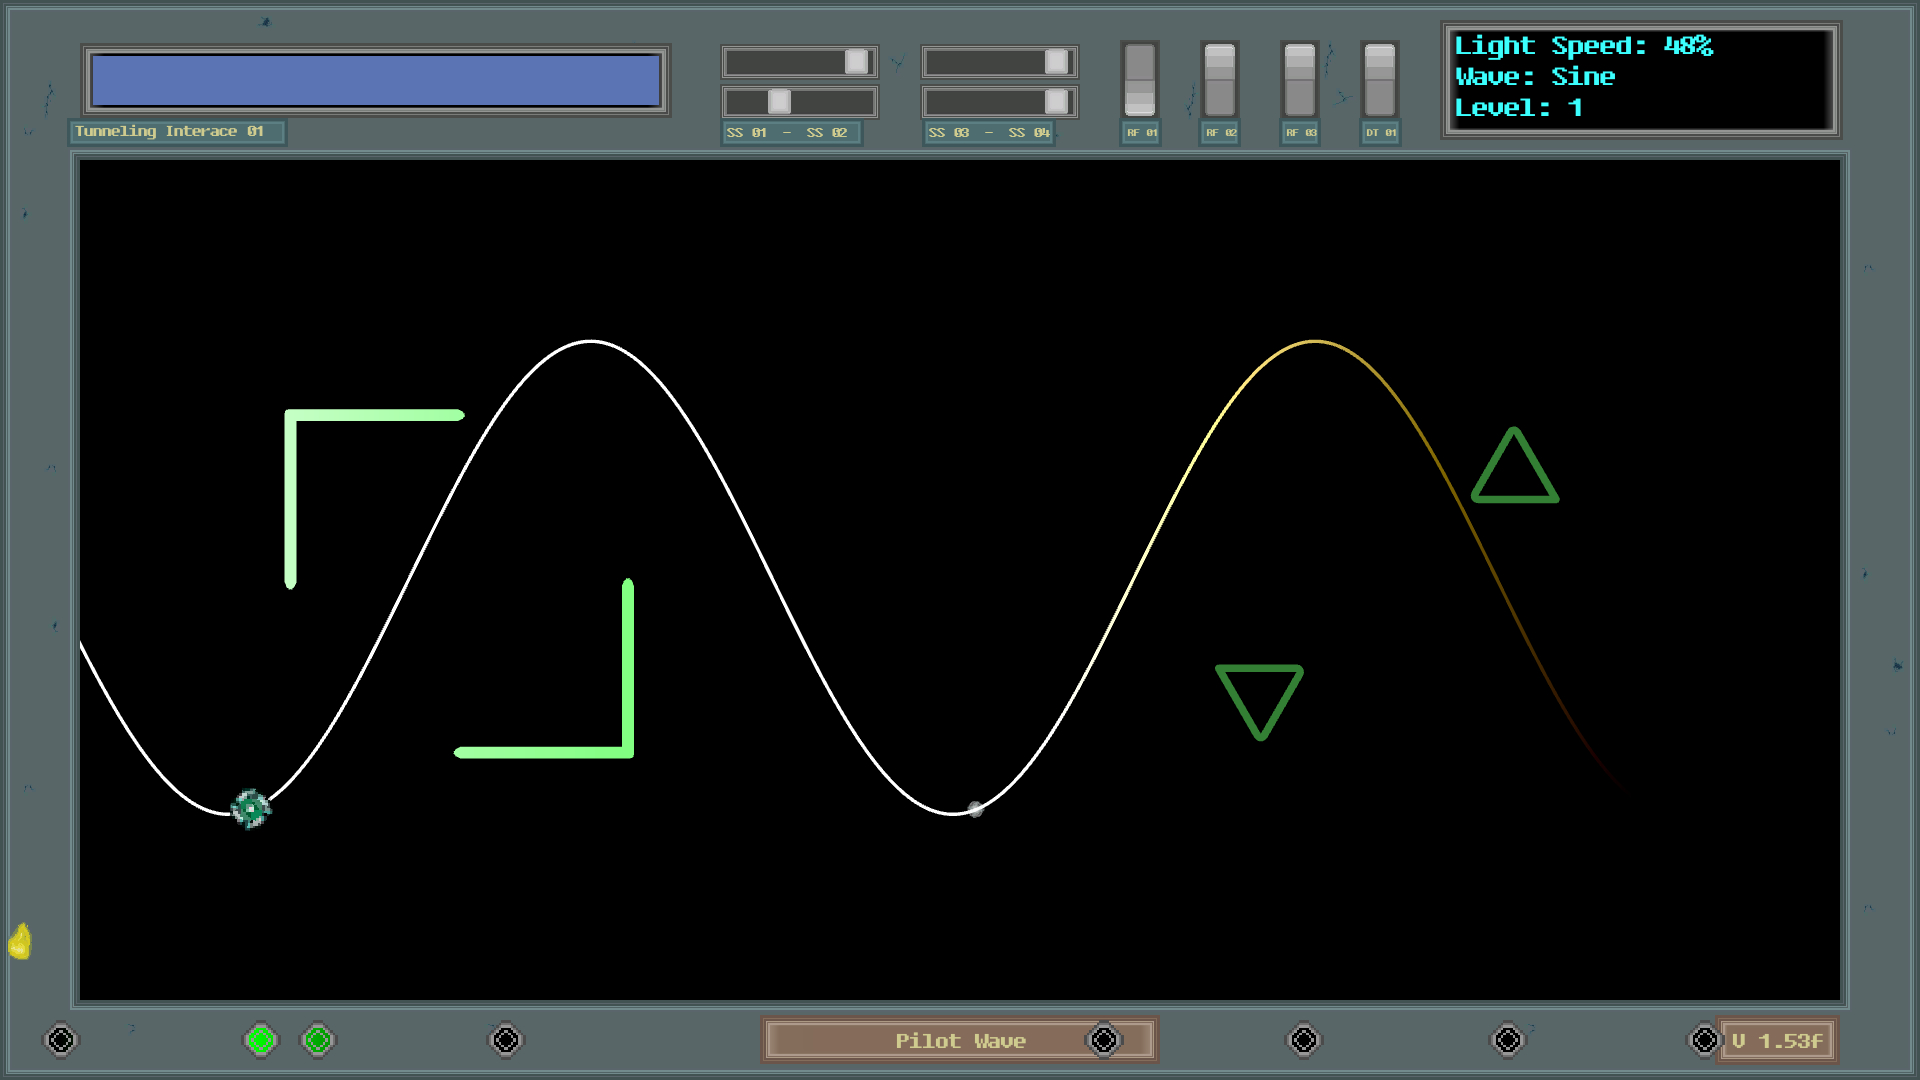 Light Speed: 48%
Wave: Sine
Level: 1
Tunneling Interace 01
SS 01 - SS 02
SS 03 - SS 04
RF 01
RF 02
RF 03
DT 01
Pilot Wave
V 1.53f